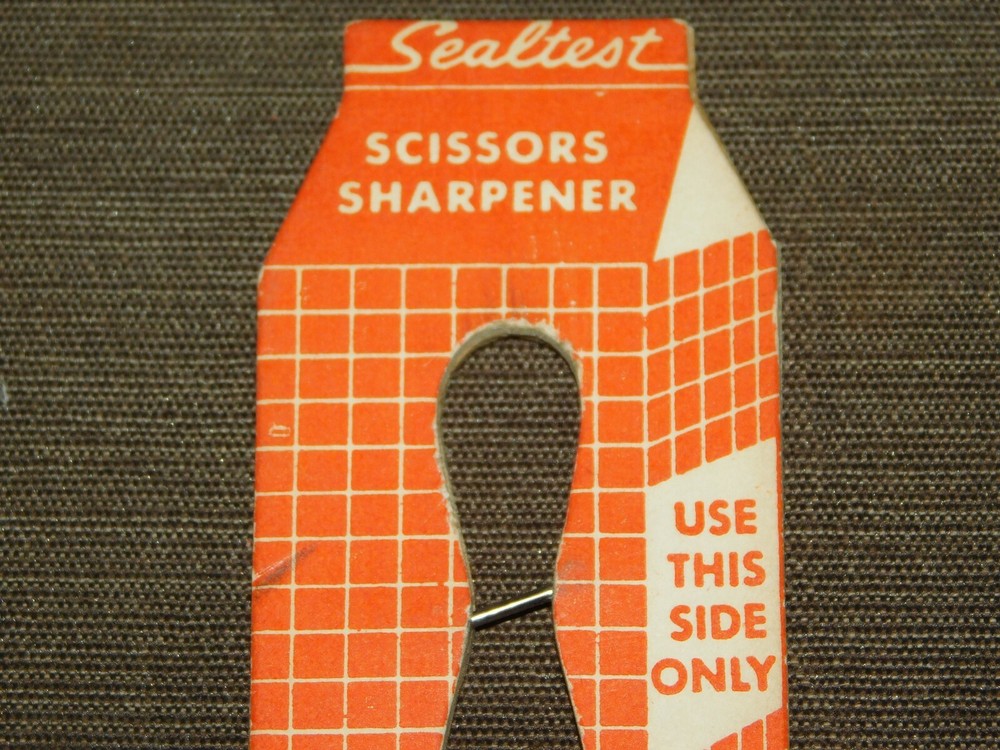 Sealtest
SCISSORS
SHARPENER
USE
THIS
SIDE
ONLY